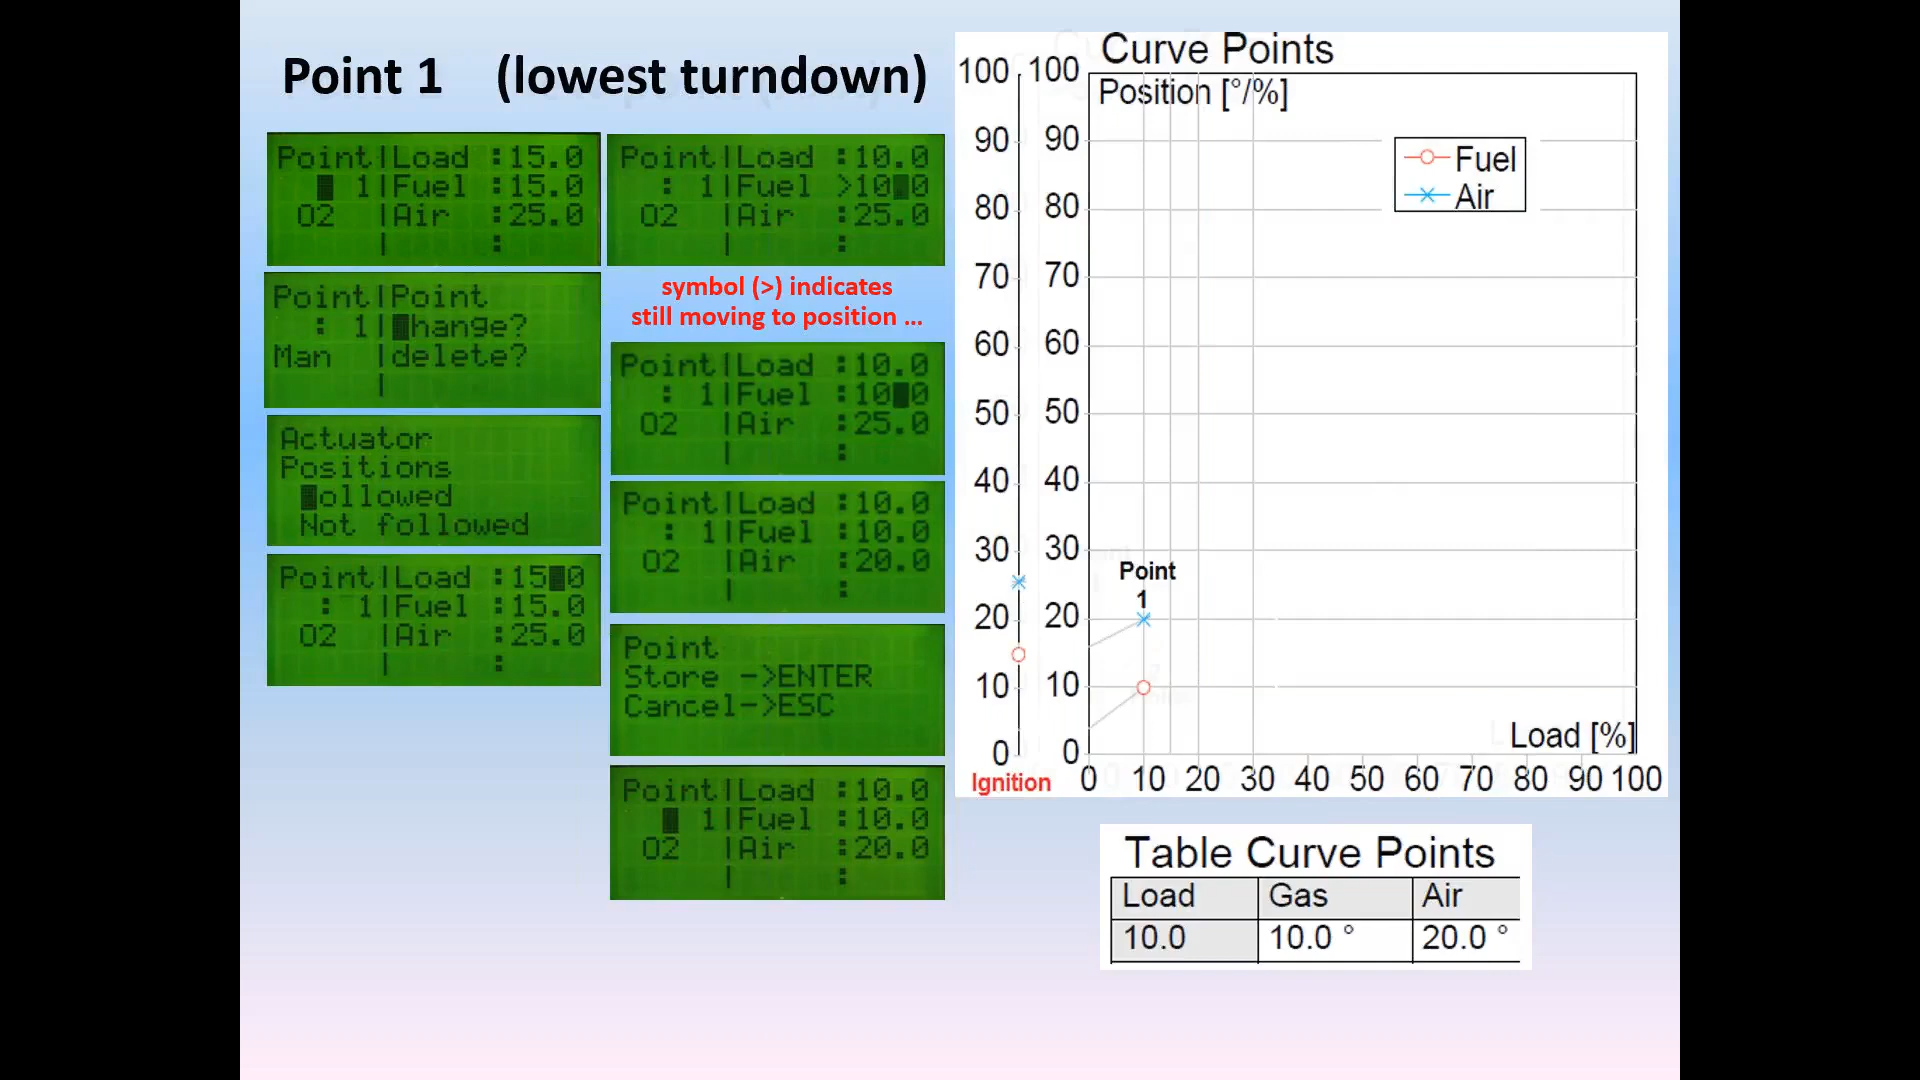 Point 1 (lowest turndown)
Point|Load :15.0
1|Fuel :15.0
O2 |Air :25.0
| :
Point|Point
: 1| hange?
Man |delete?
|
Actuator
Positions
ollowed
Not followed
Point|Load :15 0
: 1|Fuel :15.0
O2 |Air :25.0
| :
Point|Load :10.0
: 1|Fuel >10 0
O2 |Air :25.0
| :
symbol (>) indicates
still moving to position ...
Point|Load :10.0
: 1|Fuel :10 0
O2 |Air :25.0
| :
Point|Load :10.0
: 1|Fuel :10.0
O2 |Air :20.0
| :
Point
Store ->ENTER
Cancel->ESC
Point|Load :10.0
1|Fuel :10.0
O2 |Air :20.0
| :
Curve Points
Position [°/%]
100 100
90 90
80 80
70 70
60 60
50 50
40 40
30 30
20 20
10 10
0 0
Fuel
Air
Point
1
Load [%]
Ignition
0 10 20 30 40 50 60 70 80 90 100
Table Curve Points
Load Gas Air
10.0 10.0 ° 20.0 °